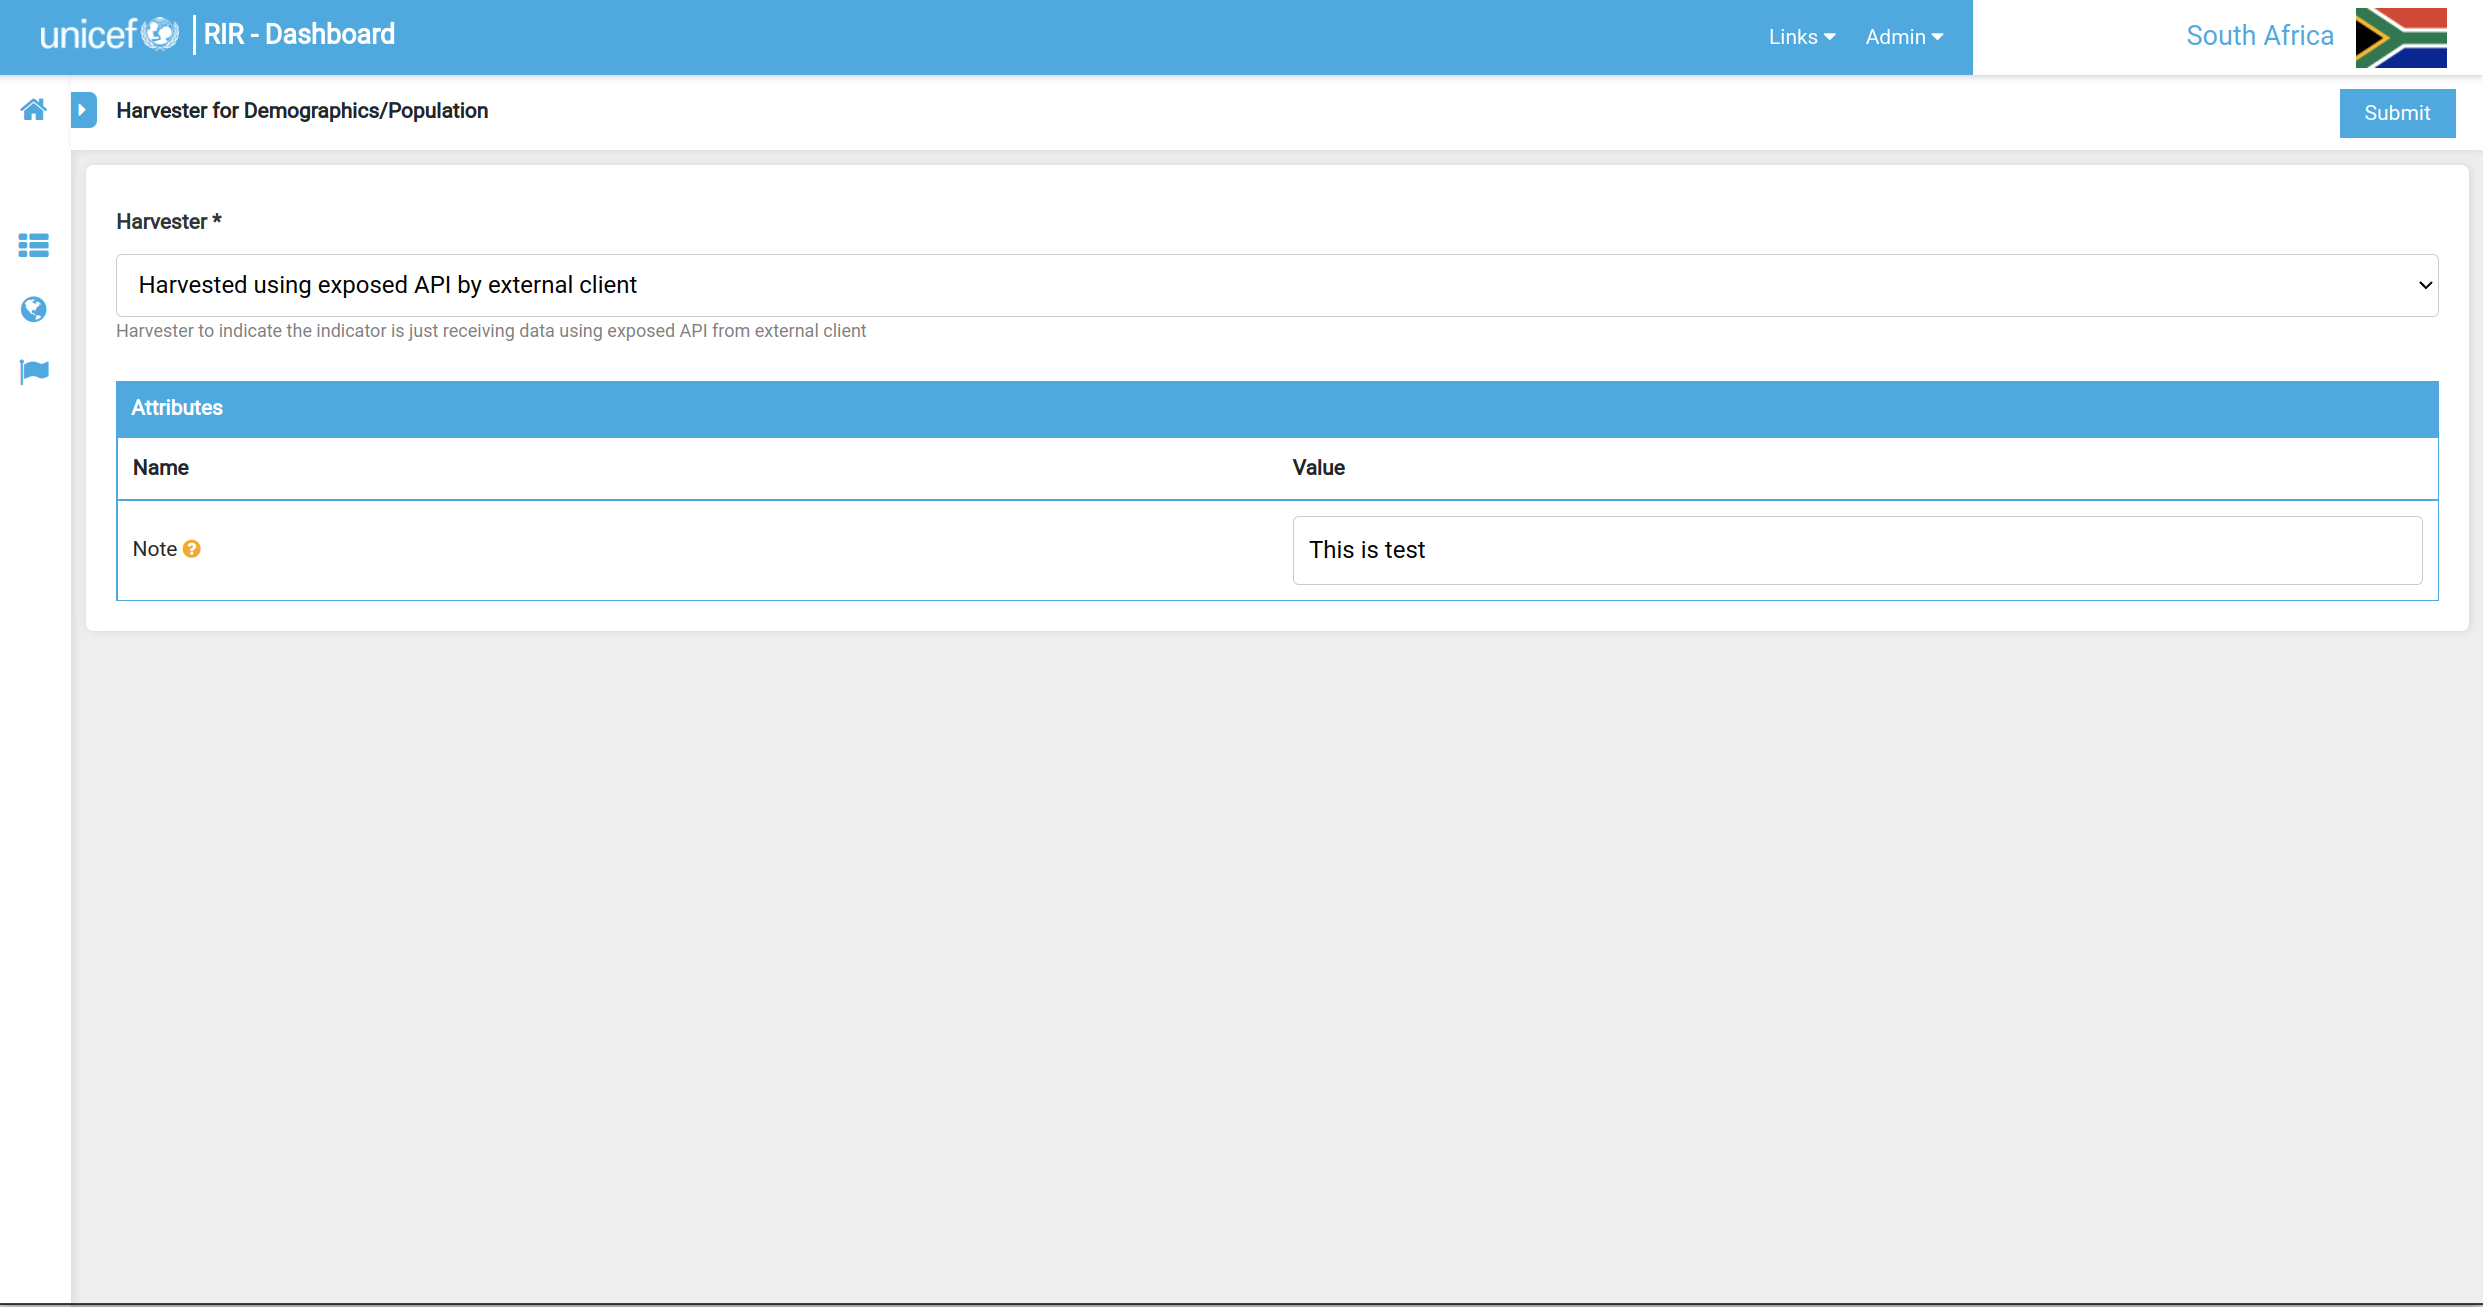 unicef RIR - Dashboard Links Admin South Africa
Harvester for Demographics/Population Submit
Harvester *
Harvested using exposed API by external client
Harvester to indicate the indicator is just receiving data using exposed API from external client
Attributes
Name Value
Note ? This is test